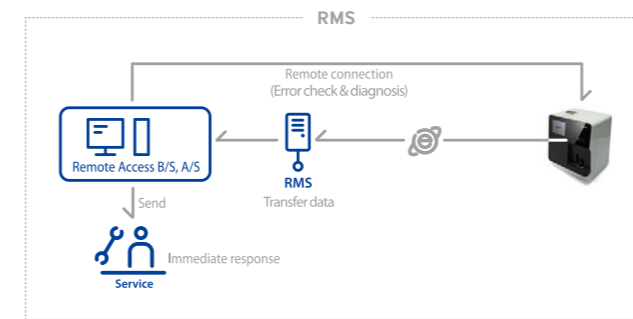 RMS
Remote connection
(Error check & diagnosis)
Remote Access B/S, A/S
RMS
Transfer data
Send
Immediate response
Service